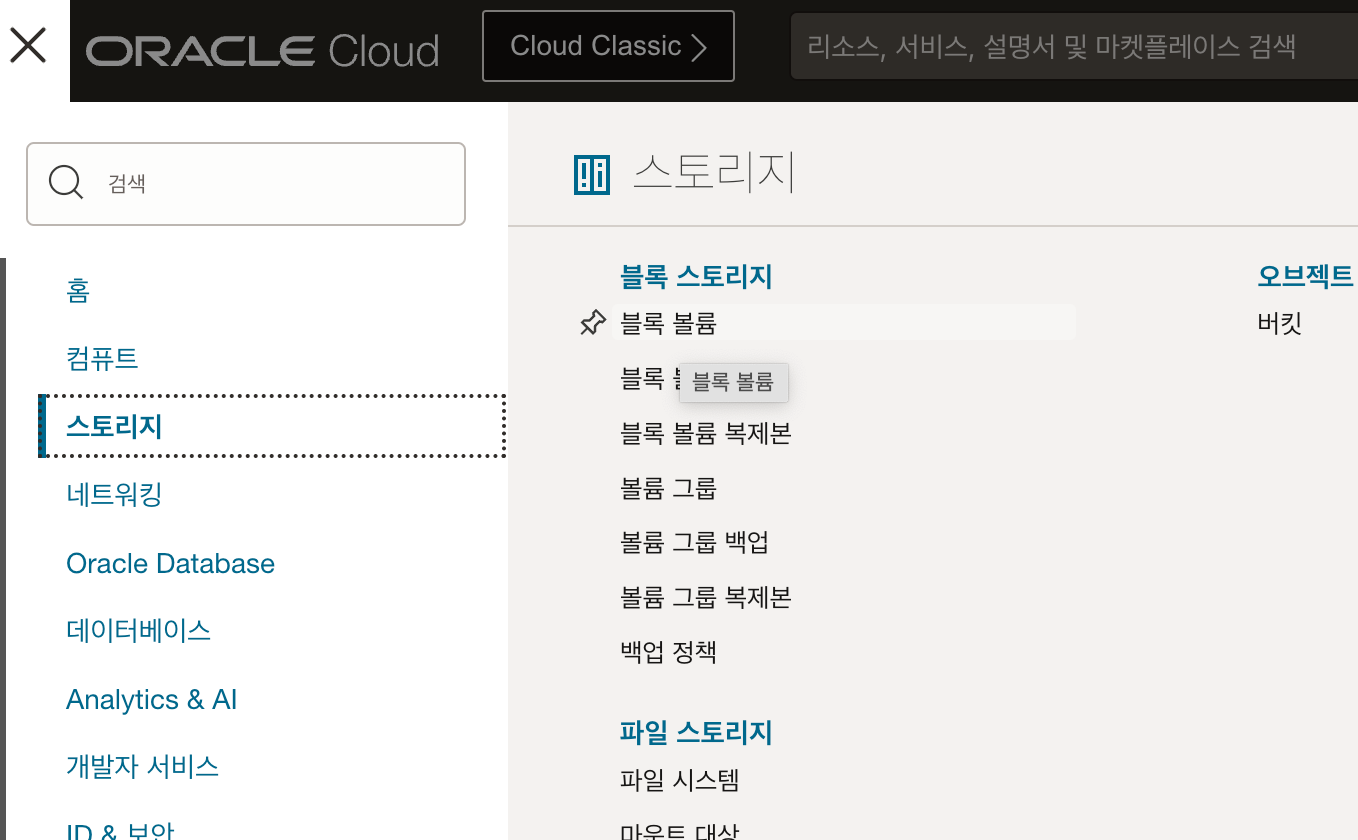 ORACLE Cloud
Cloud Classic
리소스, 서비스, 설명서 및 마켓플레이스 검색
검색
홈
컴퓨트
스토리지
네트워킹
Oracle Database
데이터베이스
Analytics & AI
개발자 서비스
ID & 보안
스토리지
블록 스토리지
블록 볼륨
블록
블록 볼륨
블록 볼륨 복제본
볼륨 그룹
볼륨 그룹 백업
볼륨 그룹 복제본
백업 정책
파일 스토리지
파일 시스템
마운트 대상
오브젝트
버킷